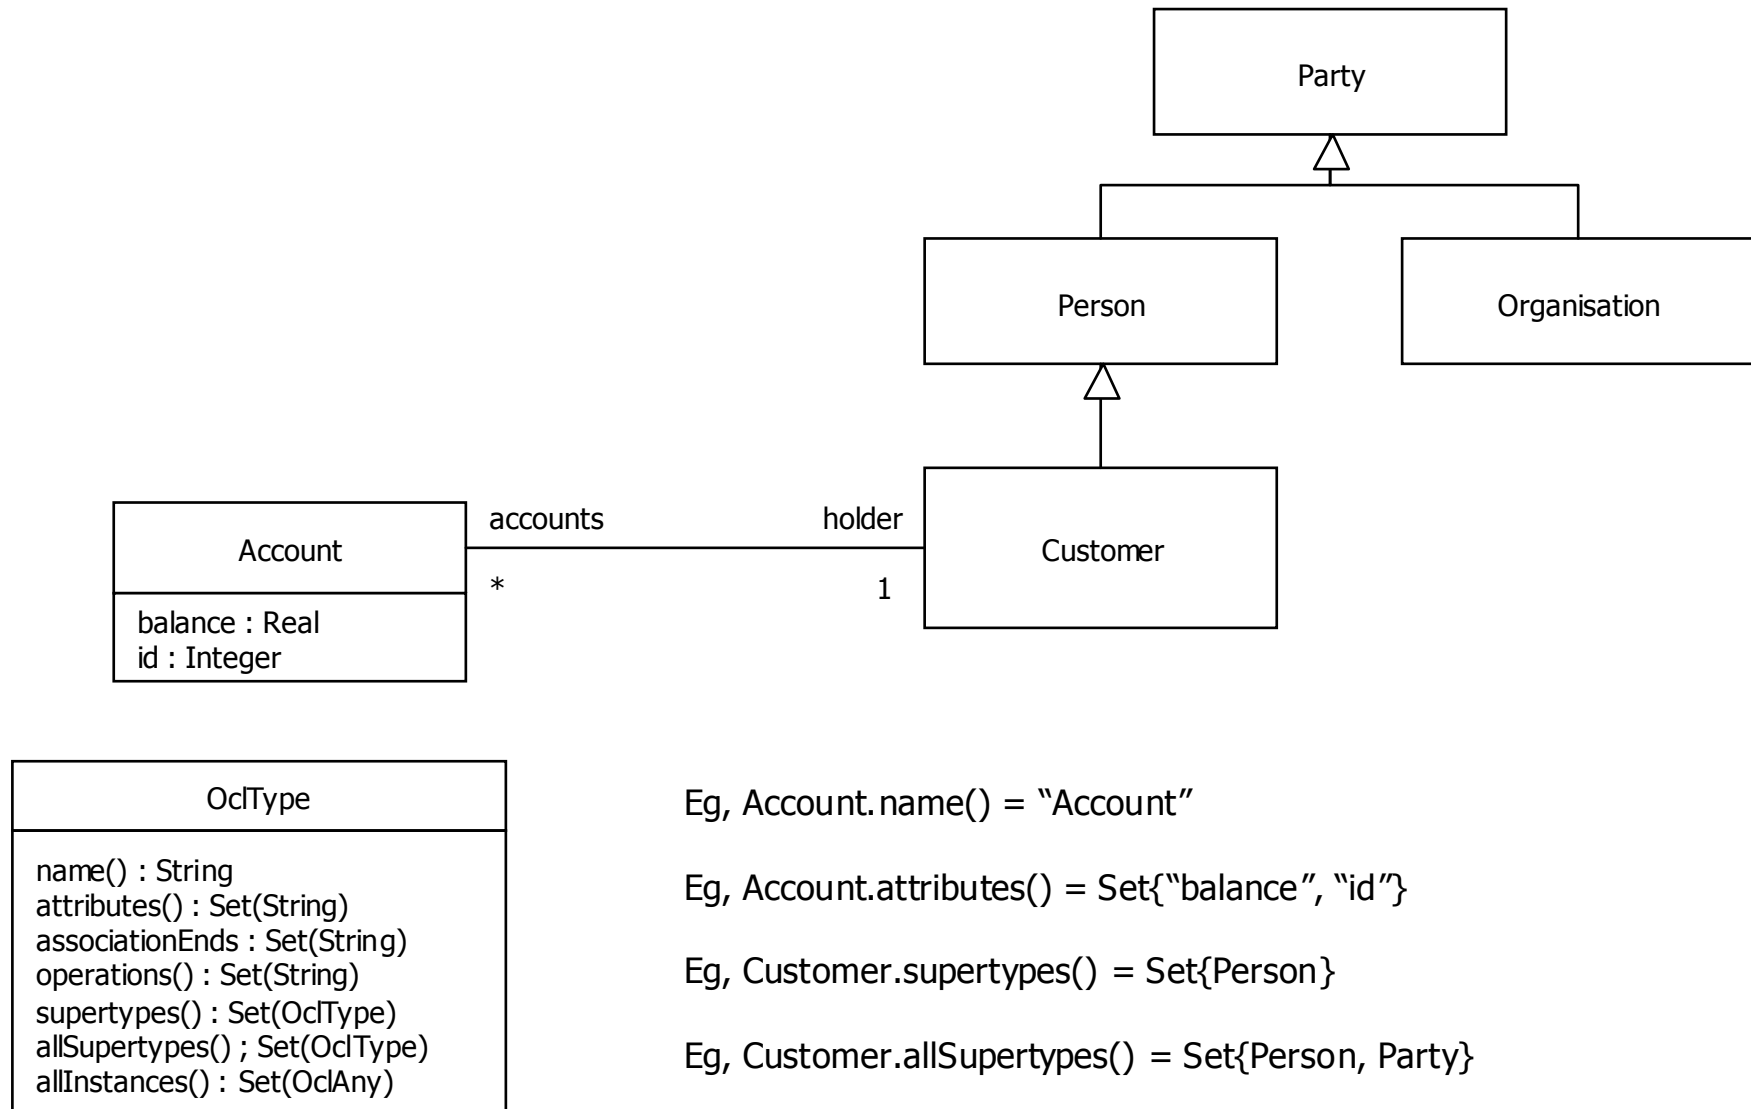 Party
Person
Organisation
accounts
holder
Account
Customer
*
1
balance : Real
id : Integer
OclType
name() : String
attributes() : Set(String)
associationEnds : Set(String)
operations() : Set(String)
supertypes() : Set(OclType)
allSupertypes() ; Set(OclType)
allInstances() : Set(OclAny)
Eg, Account.name() = “Account”
Eg, Account.attributes() = Set{“balance”, “id”}
Eg, Customer.supertypes() = Set{Person}
Eg, Customer.allSupertypes() = Set{Person, Party}